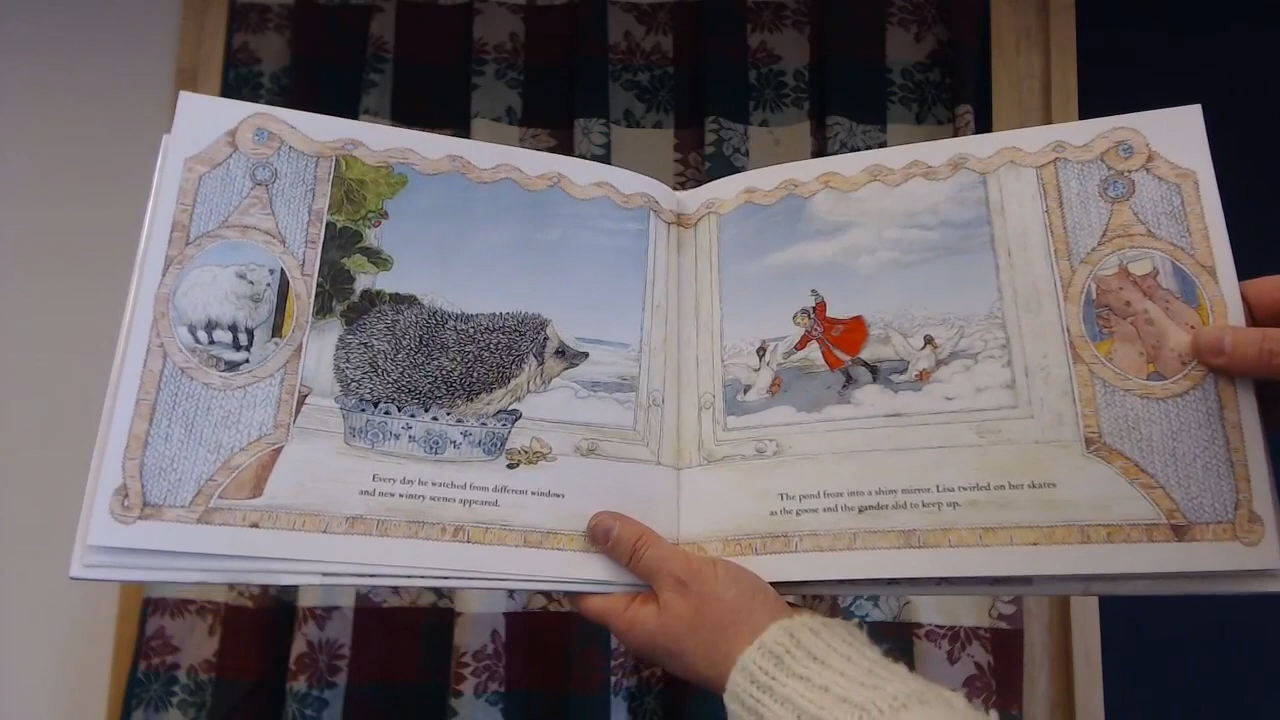 Every day he watched from different windows
and new wintry scenes appeared.
The pond froze into a shiny mirror. Lisa twirled on her skates
as the goose and the gander slid to keep up.